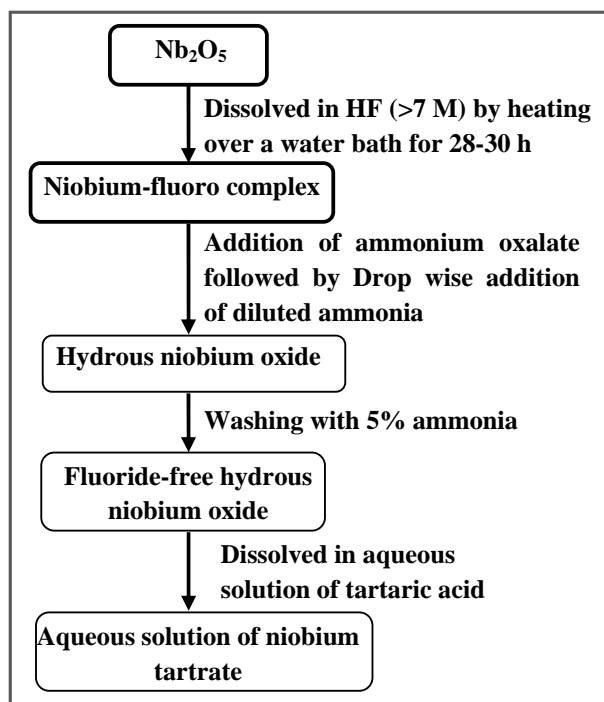 Nb₂O₅
Dissolved in HF (>7 M) by heating
over a water bath for 28-30 h
Niobium-fluoro complex
Addition of ammonium oxalate
followed by Drop wise addition
of diluted ammonia
Hydrous niobium oxide
Washing with 5% ammonia
Fluoride-free hydrous
niobium oxide
Dissolved in aqueous
solution of tartaric acid
Aqueous solution of niobium
tartrate